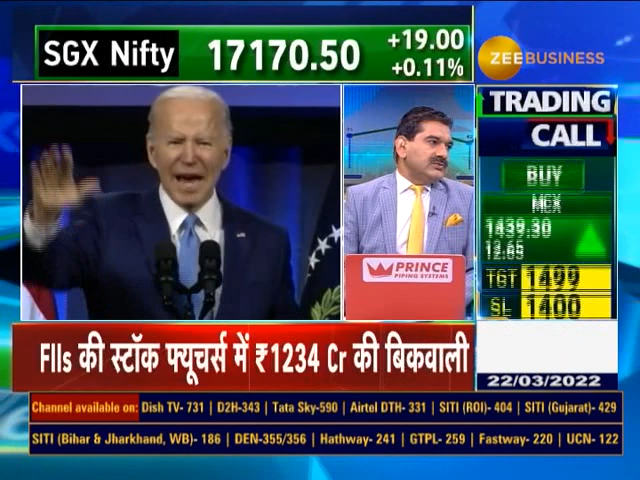 SGX Nifty 17170.50 +19.00
+0.11%
ZEEBUSINESS
TRADING
CALL
BUY
MCX
1439.30
12.65
TGT 1499
SL 1400
PRINCE
PIPING SYSTEMS
FIIs की स्टॉक फ्यूचर्स में ₹1234 Cr की बिकवाली
22/03/2022
Channel available on: Dish TV- 731 | D2H-343 | Tata Sky-590 | Airtel DTH- 331 | SITI (ROI)- 404 | SITI (Gujarat)- 429
SITI (Bihar & Jharkhand, WB)- 186 | DEN-355/356 | Hathway- 241 | GTPL- 259 | Fastway- 220 | UCN- 122